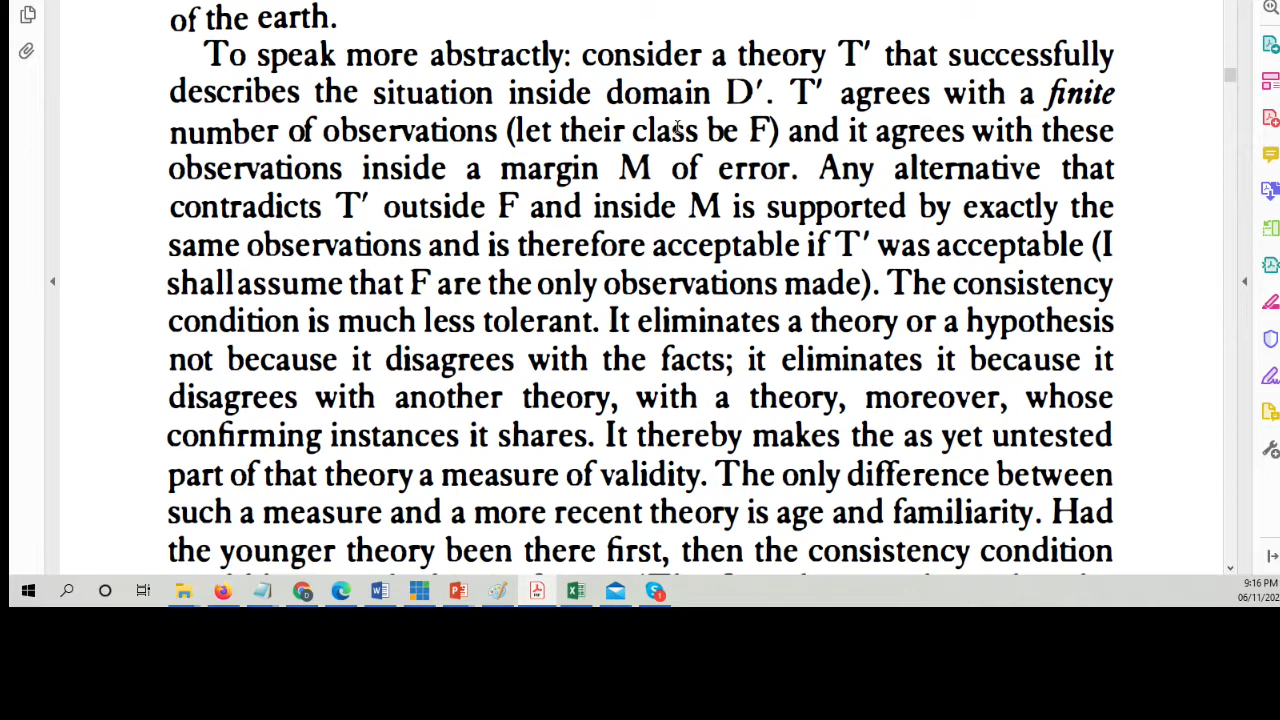 of the earth.
To speak more abstractly: consider a theory T′ that successfully
describes the situation inside domain D′. T′ agrees with a finite
number of observations (let their class be F) and it agrees with these
observations inside a margin M of error. Any alternative that
contradicts T′ outside F and inside M is supported by exactly the
same observations and is therefore acceptable if T′ was acceptable (I
shall assume that F are the only observations made). The consistency
condition is much less tolerant. It eliminates a theory or a hypothesis
not because it disagrees with the facts; it eliminates it because it
disagrees with another theory, with a theory, moreover, whose
confirming instances it shares. It thereby makes the as yet untested
part of that theory a measure of validity. The only difference between
such a measure and a more recent theory is age and familiarity. Had
the younger theory been there first, then the consistency condition
9:16 PM
06/11/202